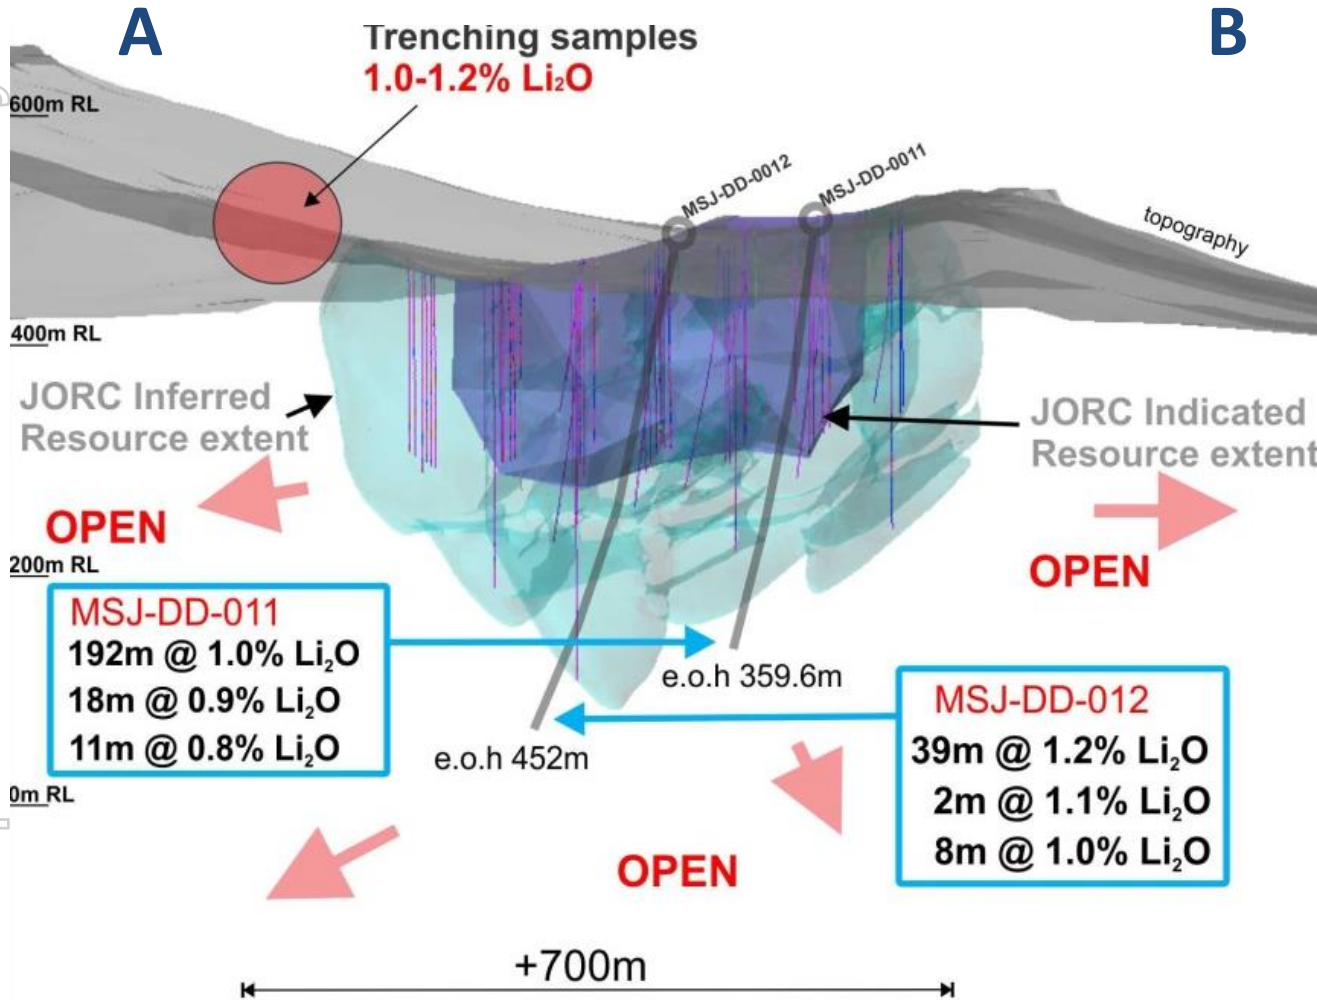 A
B
Trenching samples
1.0-1.2% Li₂O
600m RL
MSJ-DD-0012
MSJ-DD-0011
topography
400m RL
JORC Inferred
Resource extent
JORC Indicated
Resource extent
OPEN
OPEN
200m RL
MSJ-DD-011
192m @ 1.0% Li₂O
18m @ 0.9% Li₂O
11m @ 0.8% Li₂O
e.o.h 359.6m
MSJ-DD-012
39m @ 1.2% Li₂O
2m @ 1.1% Li₂O
8m @ 1.0% Li₂O
e.o.h 452m
0m RL
OPEN
+700m